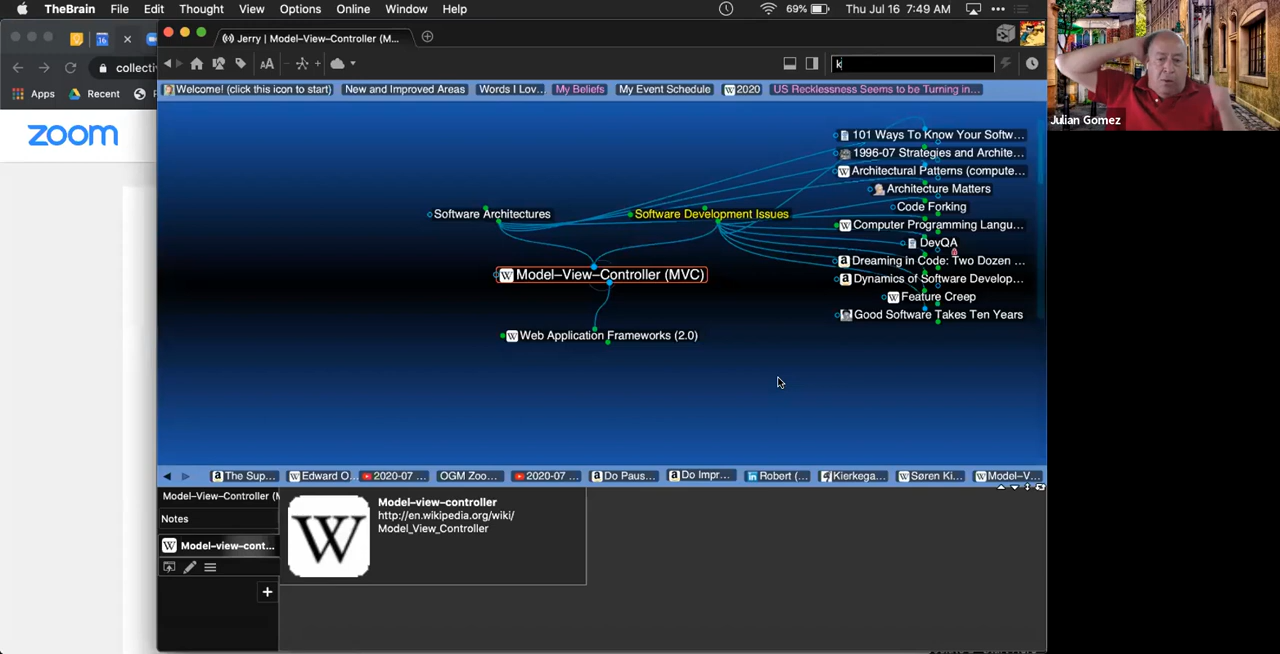 TheBrain File Edit Thought View Options Online Window Help 69% Thu Jul 16 7:49 AM
Jerry | Model–View–Controller (M...
16
collecti
AA
k
Apps Recent
Welcome! (click this icon to start) New and Improved Areas Words I Lov... My Beliefs My Event Schedule W 2020 US Recklessness Seems to be Turning in...
Julian Gomez
zoom
101 Ways To Know Your Softw...
1996-07 Strategies and Archite...
W Architectural Patterns (compute...
Architecture Matters
Code Forking
Software Architectures Software Development Issues
W Computer Programming Langu...
DevQA
a Dreaming in Code: Two Dozen ...
W Model–View–Controller (MVC)
a Dynamics of Software Develop...
W Feature Creep
Good Software Takes Ten Years
W Web Application Frameworks (2.0)
a The Sup... W Edward O... 2020-07 ... OGM Zoo... 2020-07 ... a Do Paus... a Do Impr... in Robert (... Kierkega... W Søren Ki... W Model–V...
Model–View–Controller (M
Notes
W Model–view–cont...
W
Model–view–controller
http://en.wikipedia.org/wiki/
Model_View_Controller